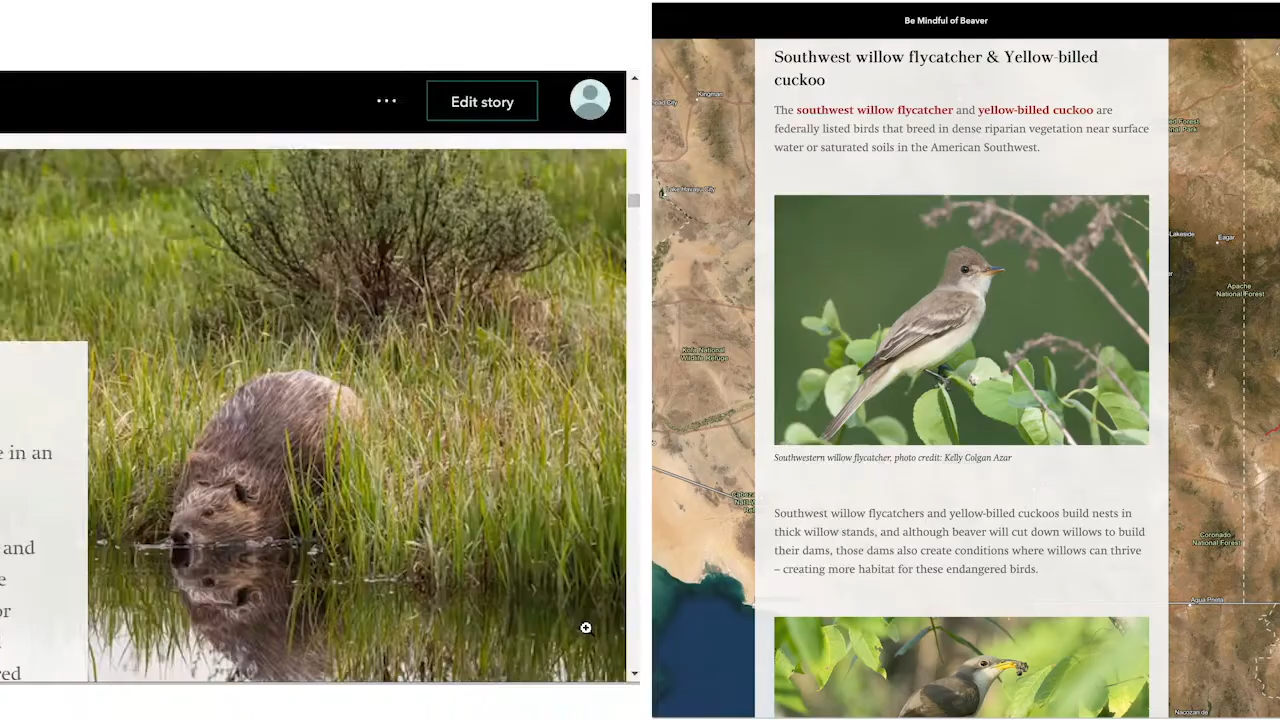 Edit story
e in an
and
e
or
red
Be Mindful of Beaver
Southwest willow flycatcher & Yellow-billed
cuckoo
The southwest willow flycatcher and yellow-billed cuckoo are
federally listed birds that breed in dense riparian vegetation near surface
water or saturated soils in the American Southwest.
Southwestern willow flycatcher, photo credit: Kelly Colgan Azar
Southwest willow flycatchers and yellow-billed cuckoos build nests in
thick willow stands, and although beaver will cut down willows to build
their dams, those dams also create conditions where willows can thrive
– creating more habitat for these endangered birds.
Kingman
Lake Havasu City
Kofa National
Wildlife Refuge
Lakeside
Eagar
Apache
National Forest
Coronado
National Forest
Agua Prieta
Nacozari de